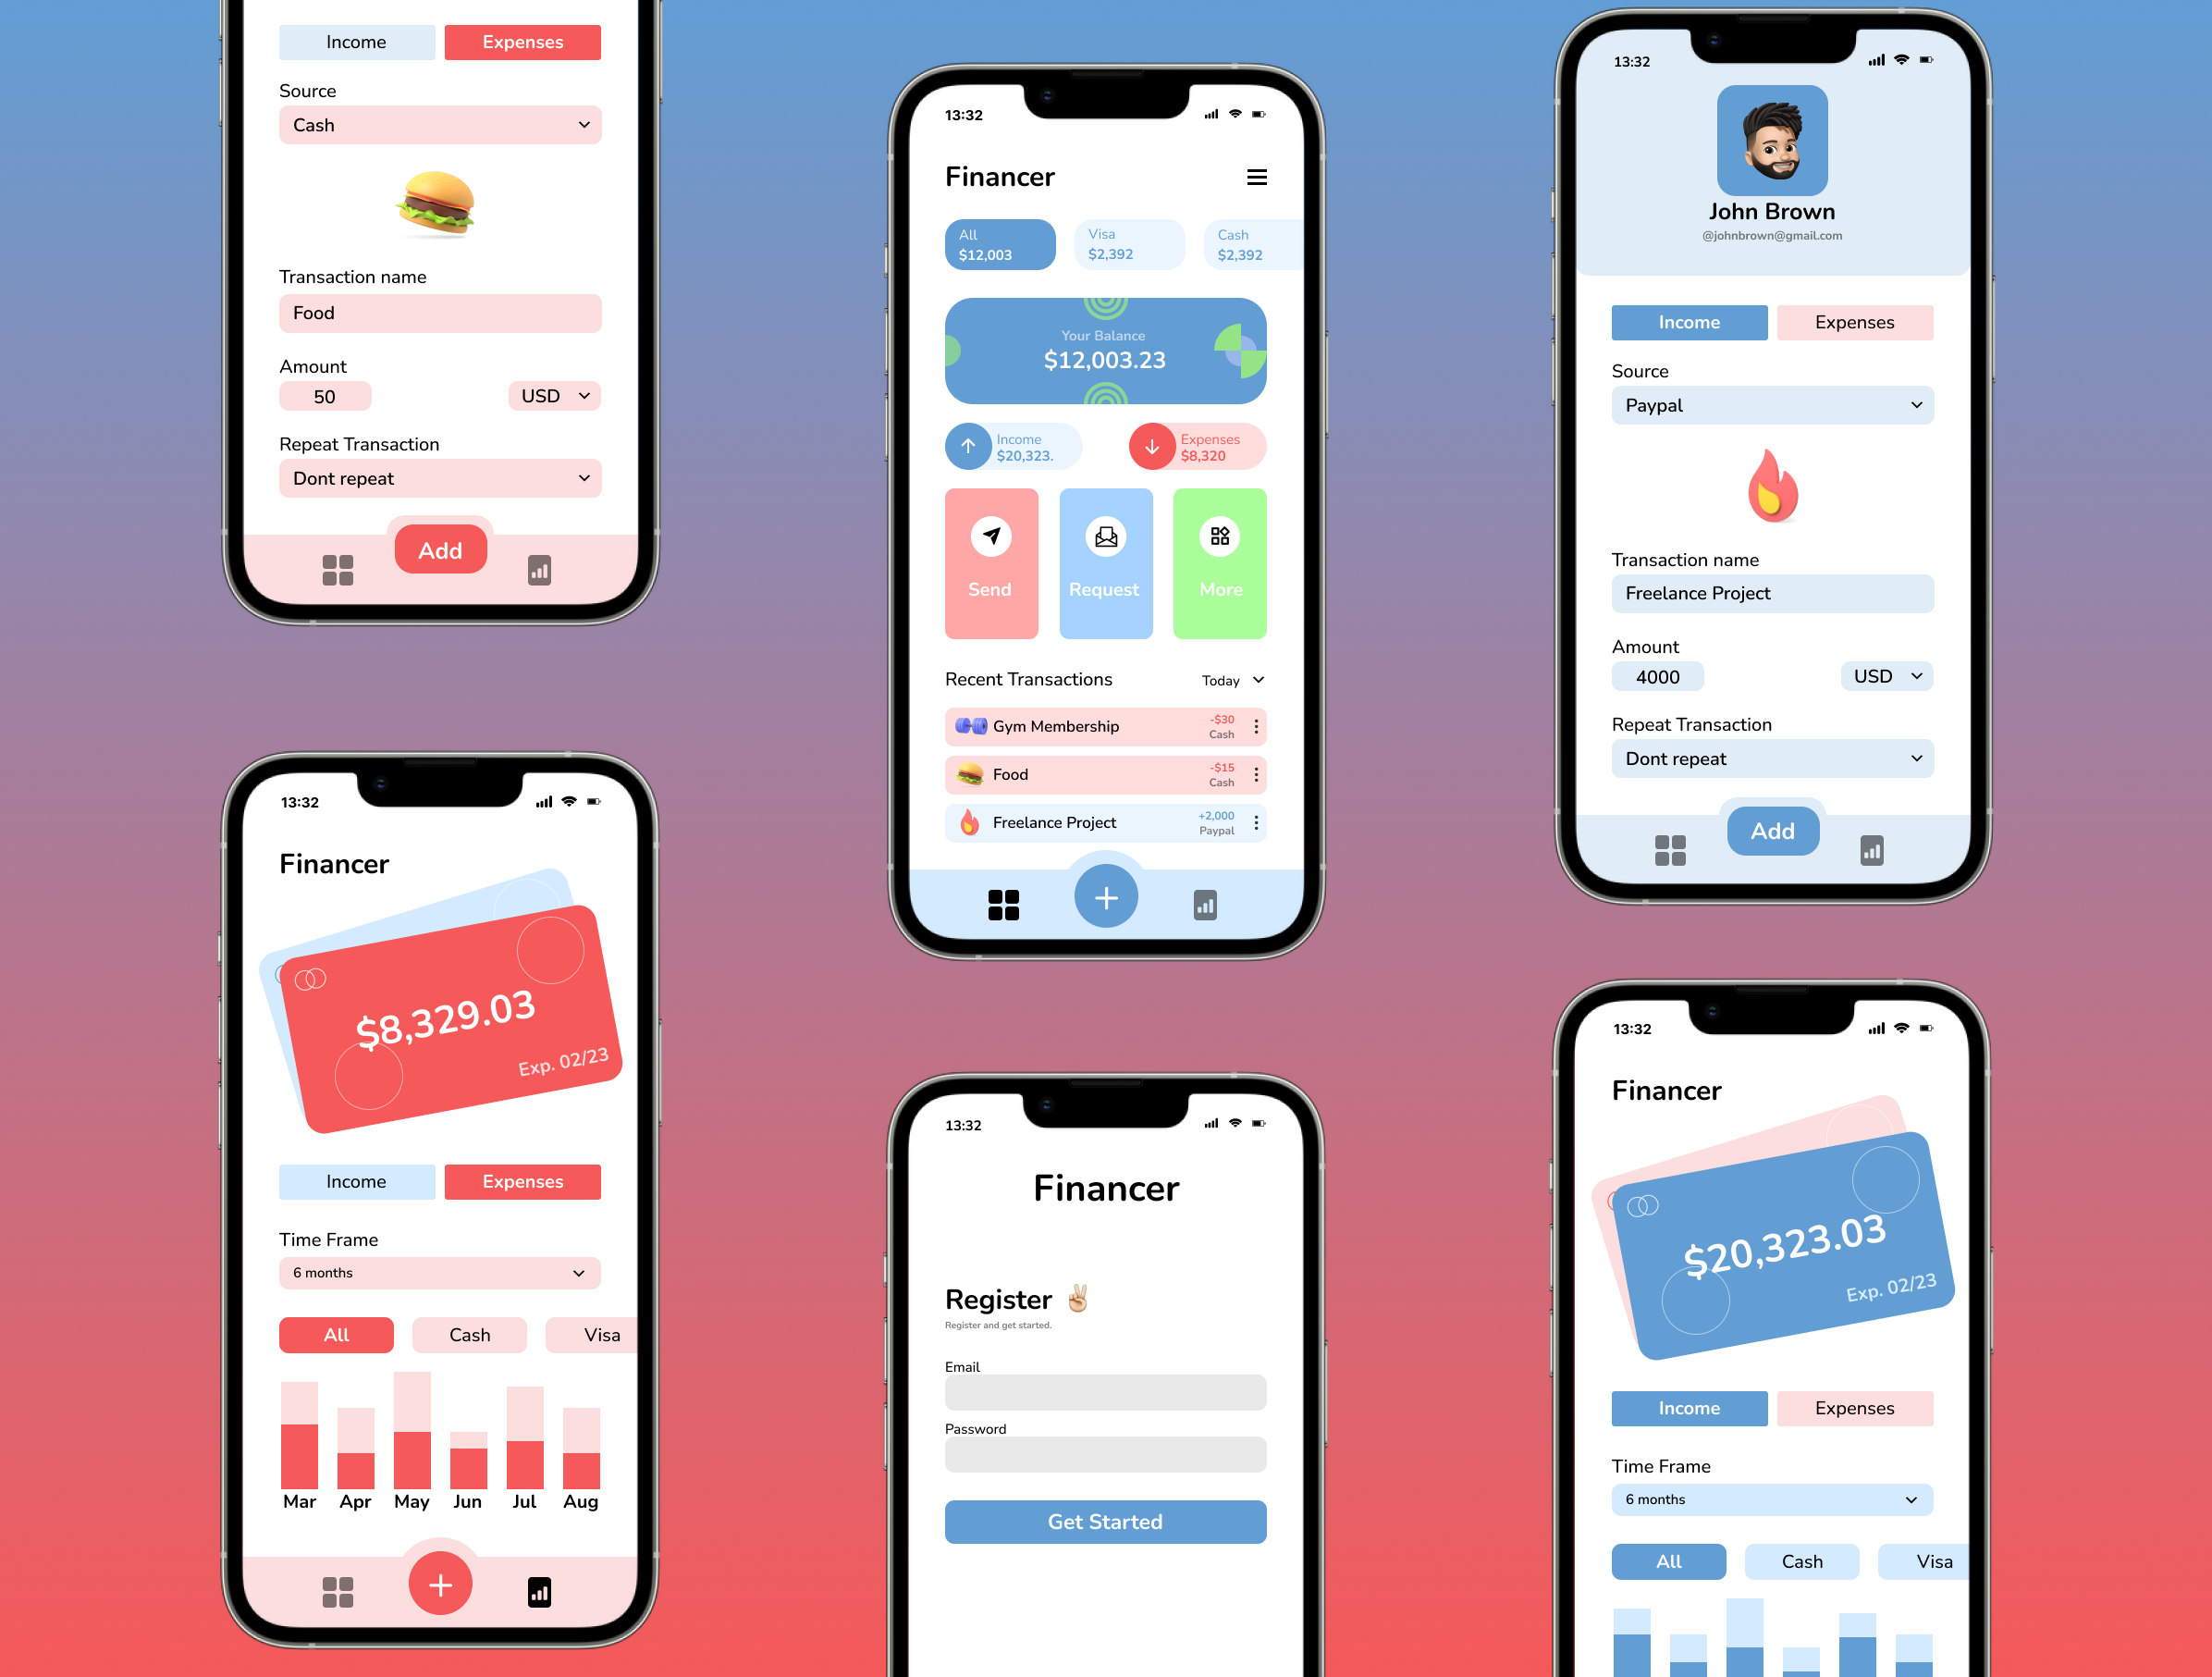 Income Expenses
Source
Cash
Transaction name
Food
Amount
50 USD
Repeat Transaction
Dont repeat
Add
13:32
Financer
$8,329.03
Exp. 02/23
Income Expenses
Time Frame
6 months
All Cash Visa
Mar Apr May Jun Jul Aug
13:32
Financer
All Visa Cash
$12,003 $2,392 $2,392
Your Balance
$12,003.23
Income Expenses
$20,323. $8,320
Send Request More
Recent Transactions Today
Gym Membership -$30
Cash
Food -$15
Cash
Freelance Project +2,000
Paypal
13:32
Financer
Register ✌🏻
Register and get started.
Email
Password
Get Started
13:32
John Brown
@johnbrown@gmail.com
Income Expenses
Source
Paypal
Transaction name
Freelance Project
Amount
4000 USD
Repeat Transaction
Dont repeat
Add
13:32
Financer
$20,323.03
Exp. 02/23
Income Expenses
Time Frame
6 months
All Cash Visa